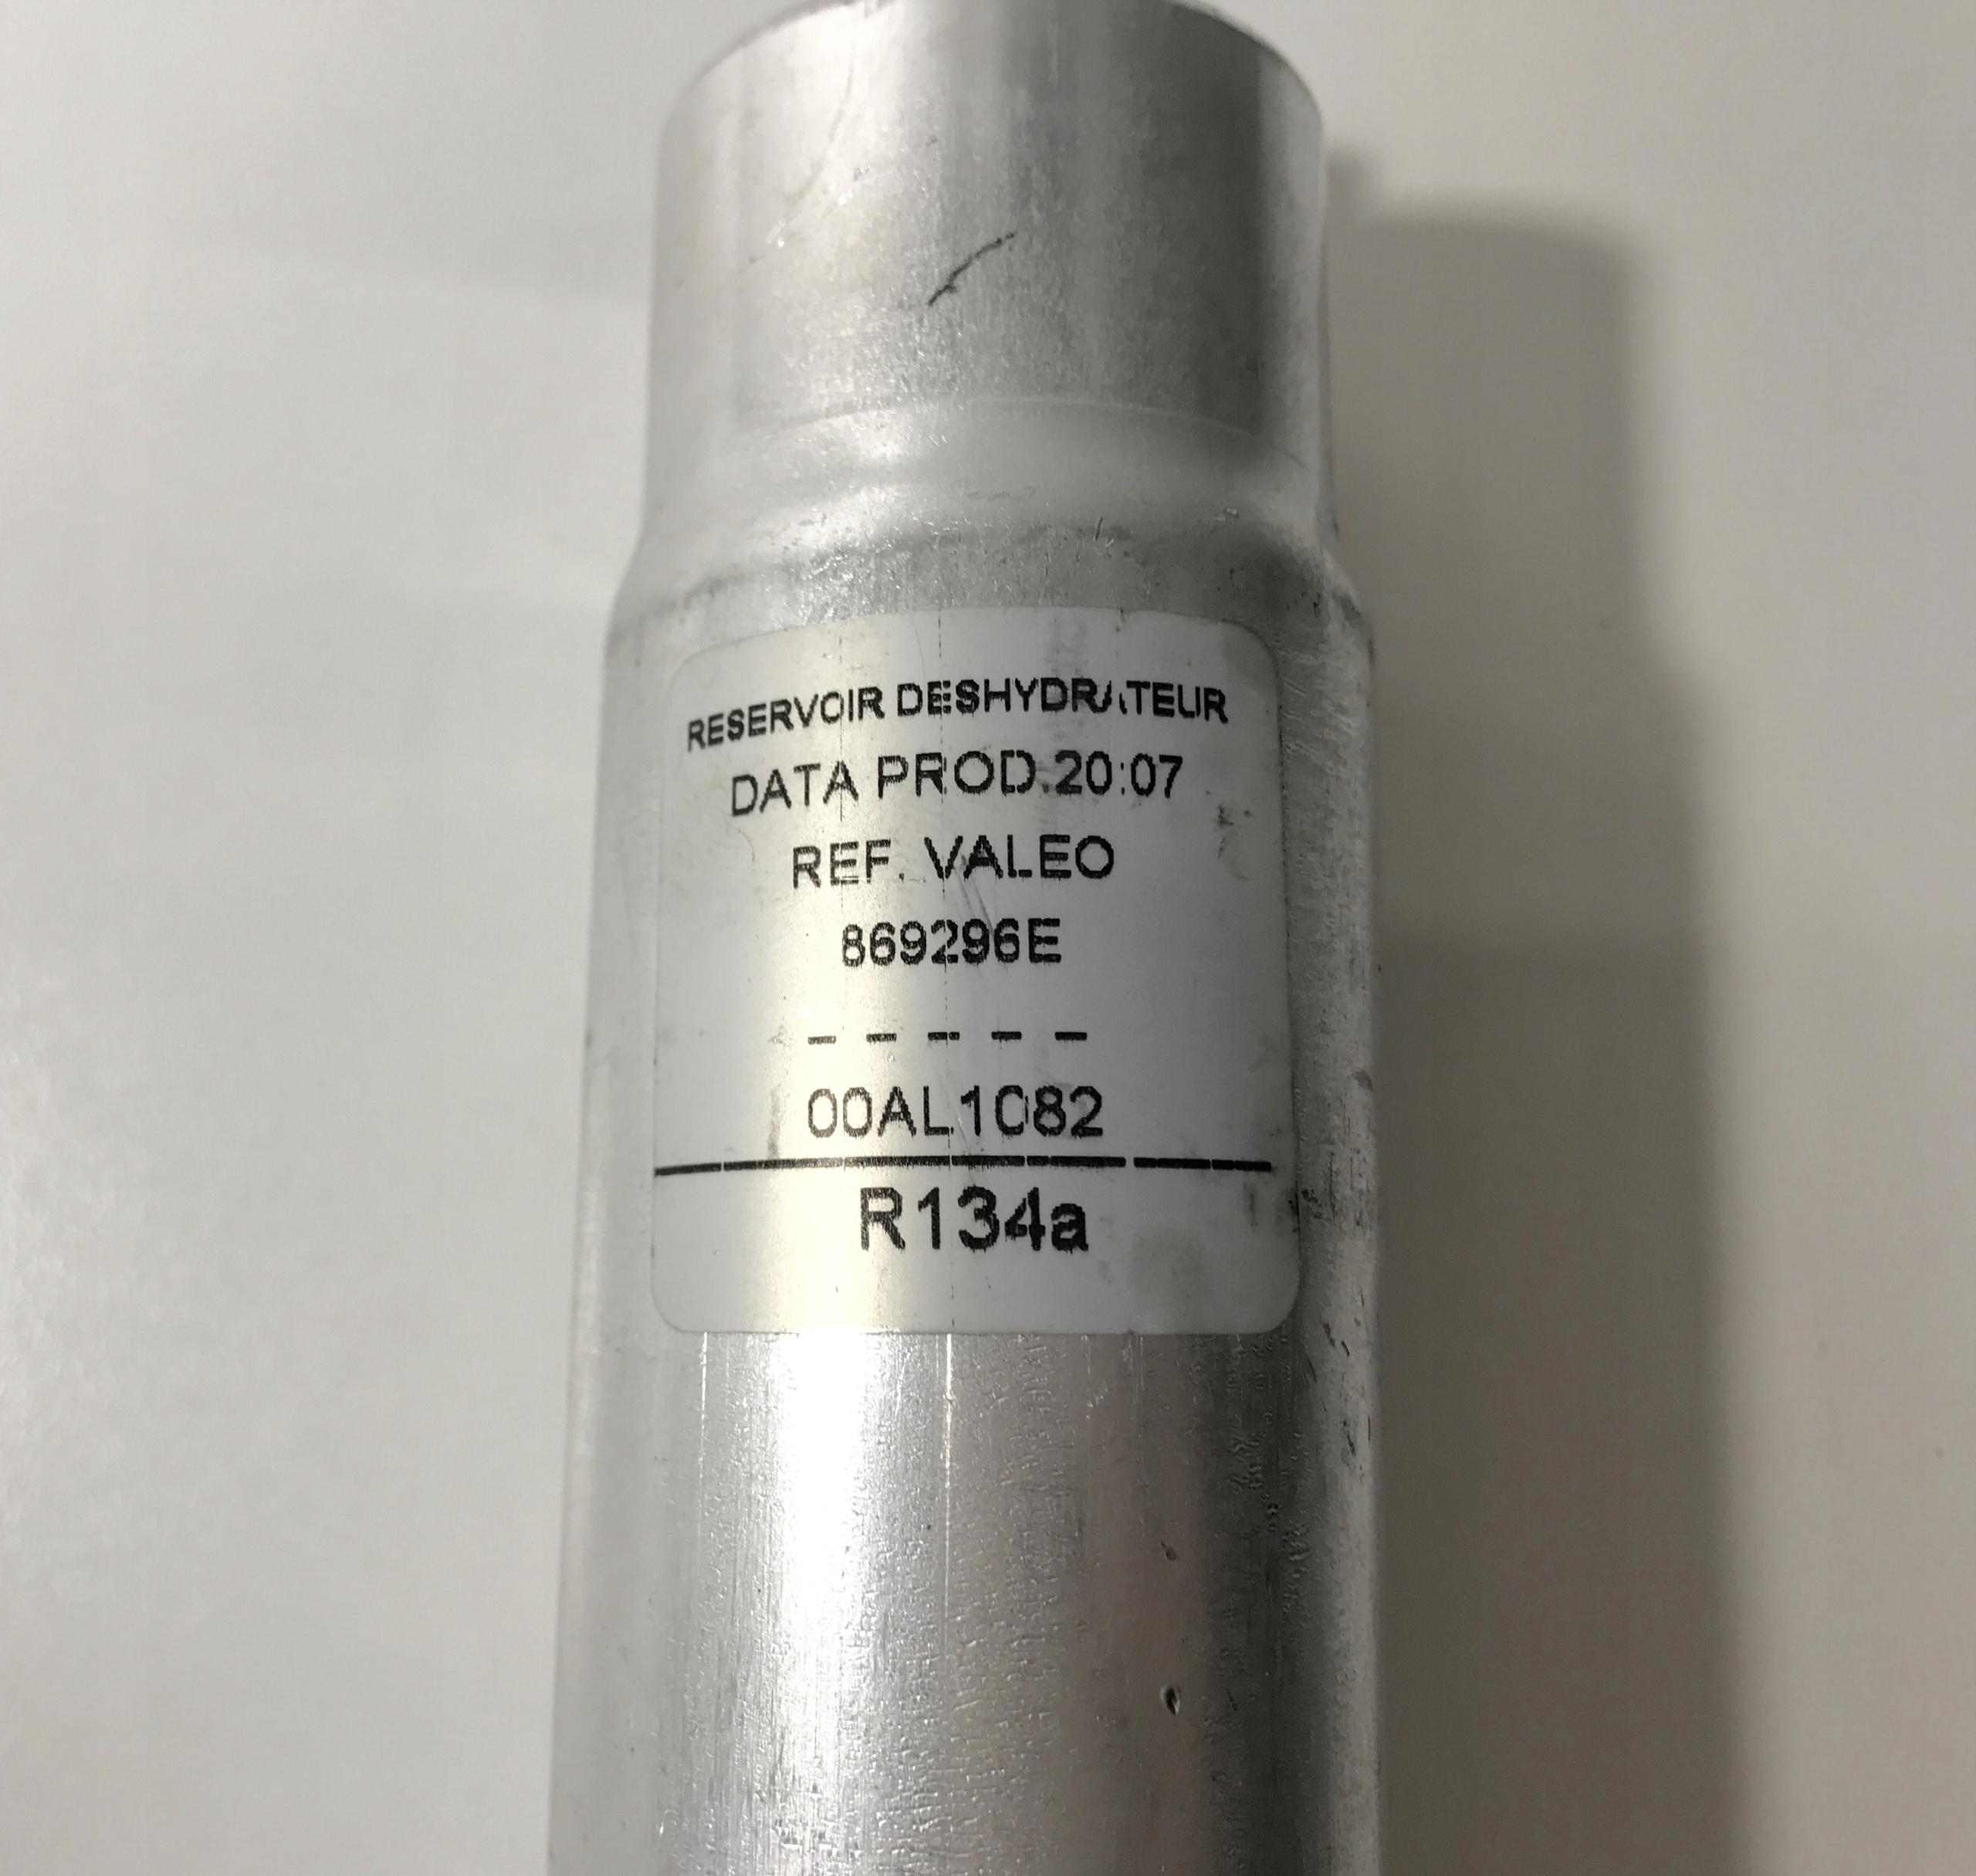 RESERVOIR DESHYDRATEUR
DATA PROD.20:07
REF. VALEO
869296E
- - - - -
00AL1082
R134a